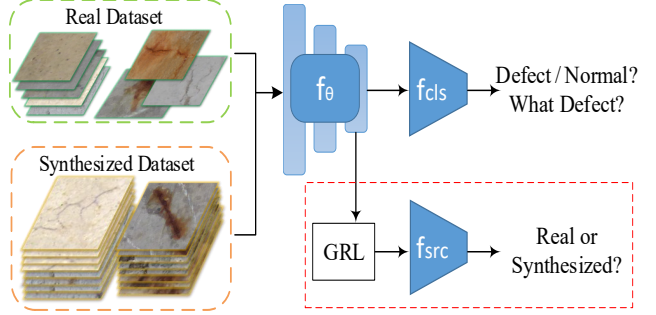 Real Dataset
Synthesized Dataset
fθ
fcls
Defect / Normal?
What Defect?
GRL
fsrc
Real or
Synthesized?